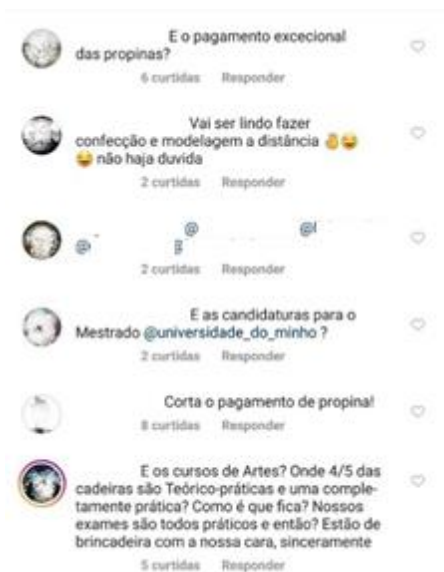 E o pagamento excecional
das propinas?
6 curtidas Responder
Vai ser lindo fazer
confecção e modelagem a distância 👌😂
😂 não haja duvida
2 curtidas Responder
@ @
@
2 curtidas Responder
E as candidaturas para o
Mestrado @universidade_do_minho ?
2 curtidas Responder
Corta o pagamento de propina!
8 curtidas Responder
E os cursos de Artes? Onde 4/5 das
cadeiras são Teórico-práticas e uma comple-
tamente prática? Como é que fica? Nossos
exames são todos práticos e então? Estão de
brincadeira com a nossa cara, sinceramente
5 curtidas Responder